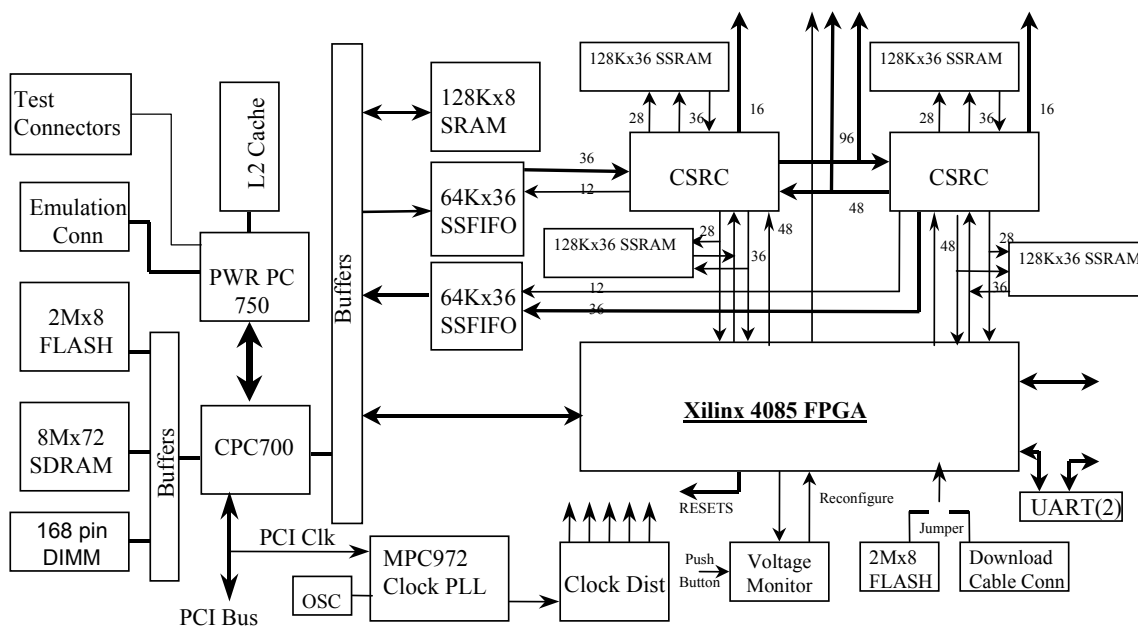 128Kx36 SSRAM
128Kx36 SSRAM
Test
Connectors
L2 Cache
128Kx8
SRAM
28
36
16
28
36
16
96
36
CSRC
CSRC
12
48
Emulation
Conn
64Kx36
SSFIFO
PWR PC
750
Buffers
28
48
128Kx36 SSRAM
36
48
28
128Kx36 SSRAM
12
36
36
64Kx36
SSFIFO
2Mx8
FLASH
Xilinx 4085 FPGA
8Mx72
SDRAM
Buffers
CPC700
RESETS
Reconfigure
UART(2)
168 pin
DIMM
PCI Clk
MPC972
Clock PLL
OSC
Clock Dist
Push
Button
Voltage
Monitor
Jumper
2Mx8
FLASH
Download
Cable Conn
PCI Bus